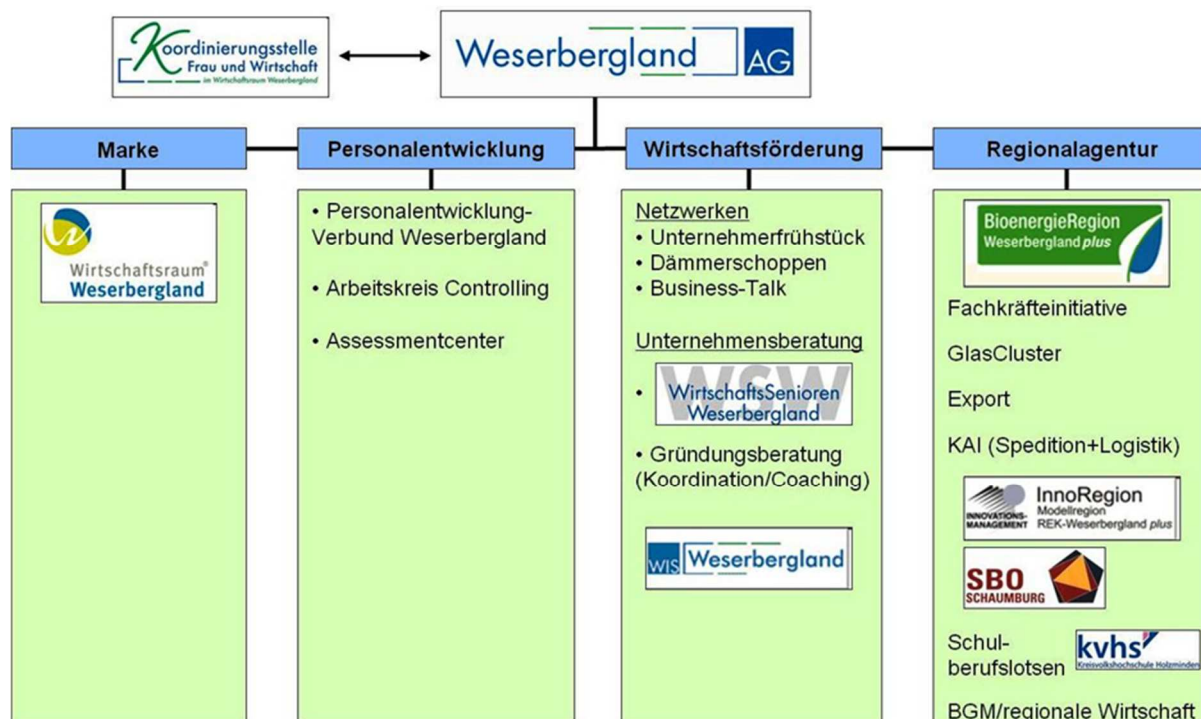 Koordinierungsstelle
Frau und Wirtschaft
im Wirtschaftsraum Weserbergland
Weserbergland AG
Marke
Wirtschaftsraum®
Weserbergland
Personalentwicklung
• Personalentwicklung-
Verbund Weserbergland
• Arbeitskreis Controlling
• Assessmentcenter
Wirtschaftsförderung
Netzwerken
• Unternehmerfrühstück
• Dämmerschoppen
• Business-Talk
Unternehmensberatung
• WSW
WirtschaftsSenioren
Weserbergland
• Gründungsberatung
(Koordination/Coaching)
WIS Weserbergland
Regionalagentur
BioenergieRegion
Weserbergland plus
Fachkräfteinitiative
GlasCluster
Export
KAI (Spedition+Logistik)
INNOVATIONS-
MANAGEMENT
InnoRegion
Modellregion
REK-Weserbergland plus
SBO
SCHAUMBURG
Schul-
berufslotsen
kvhs
Kreisvolkshochschule Holzminden
BGM/regionale Wirtschaft